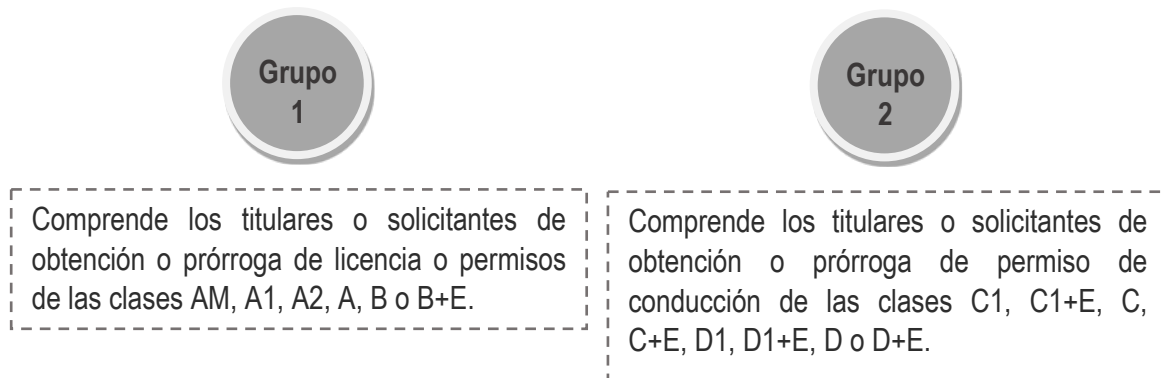 Grupo
1
Comprende los titulares o solicitantes de
obtención o prórroga de licencia o permisos
de las clases AM, A1, A2, A, B o B+E.
Grupo
2
Comprende los titulares o solicitantes de
obtención o prórroga de permiso de
conducción de las clases C1, C1+E, C,
C+E, D1, D1+E, D o D+E.